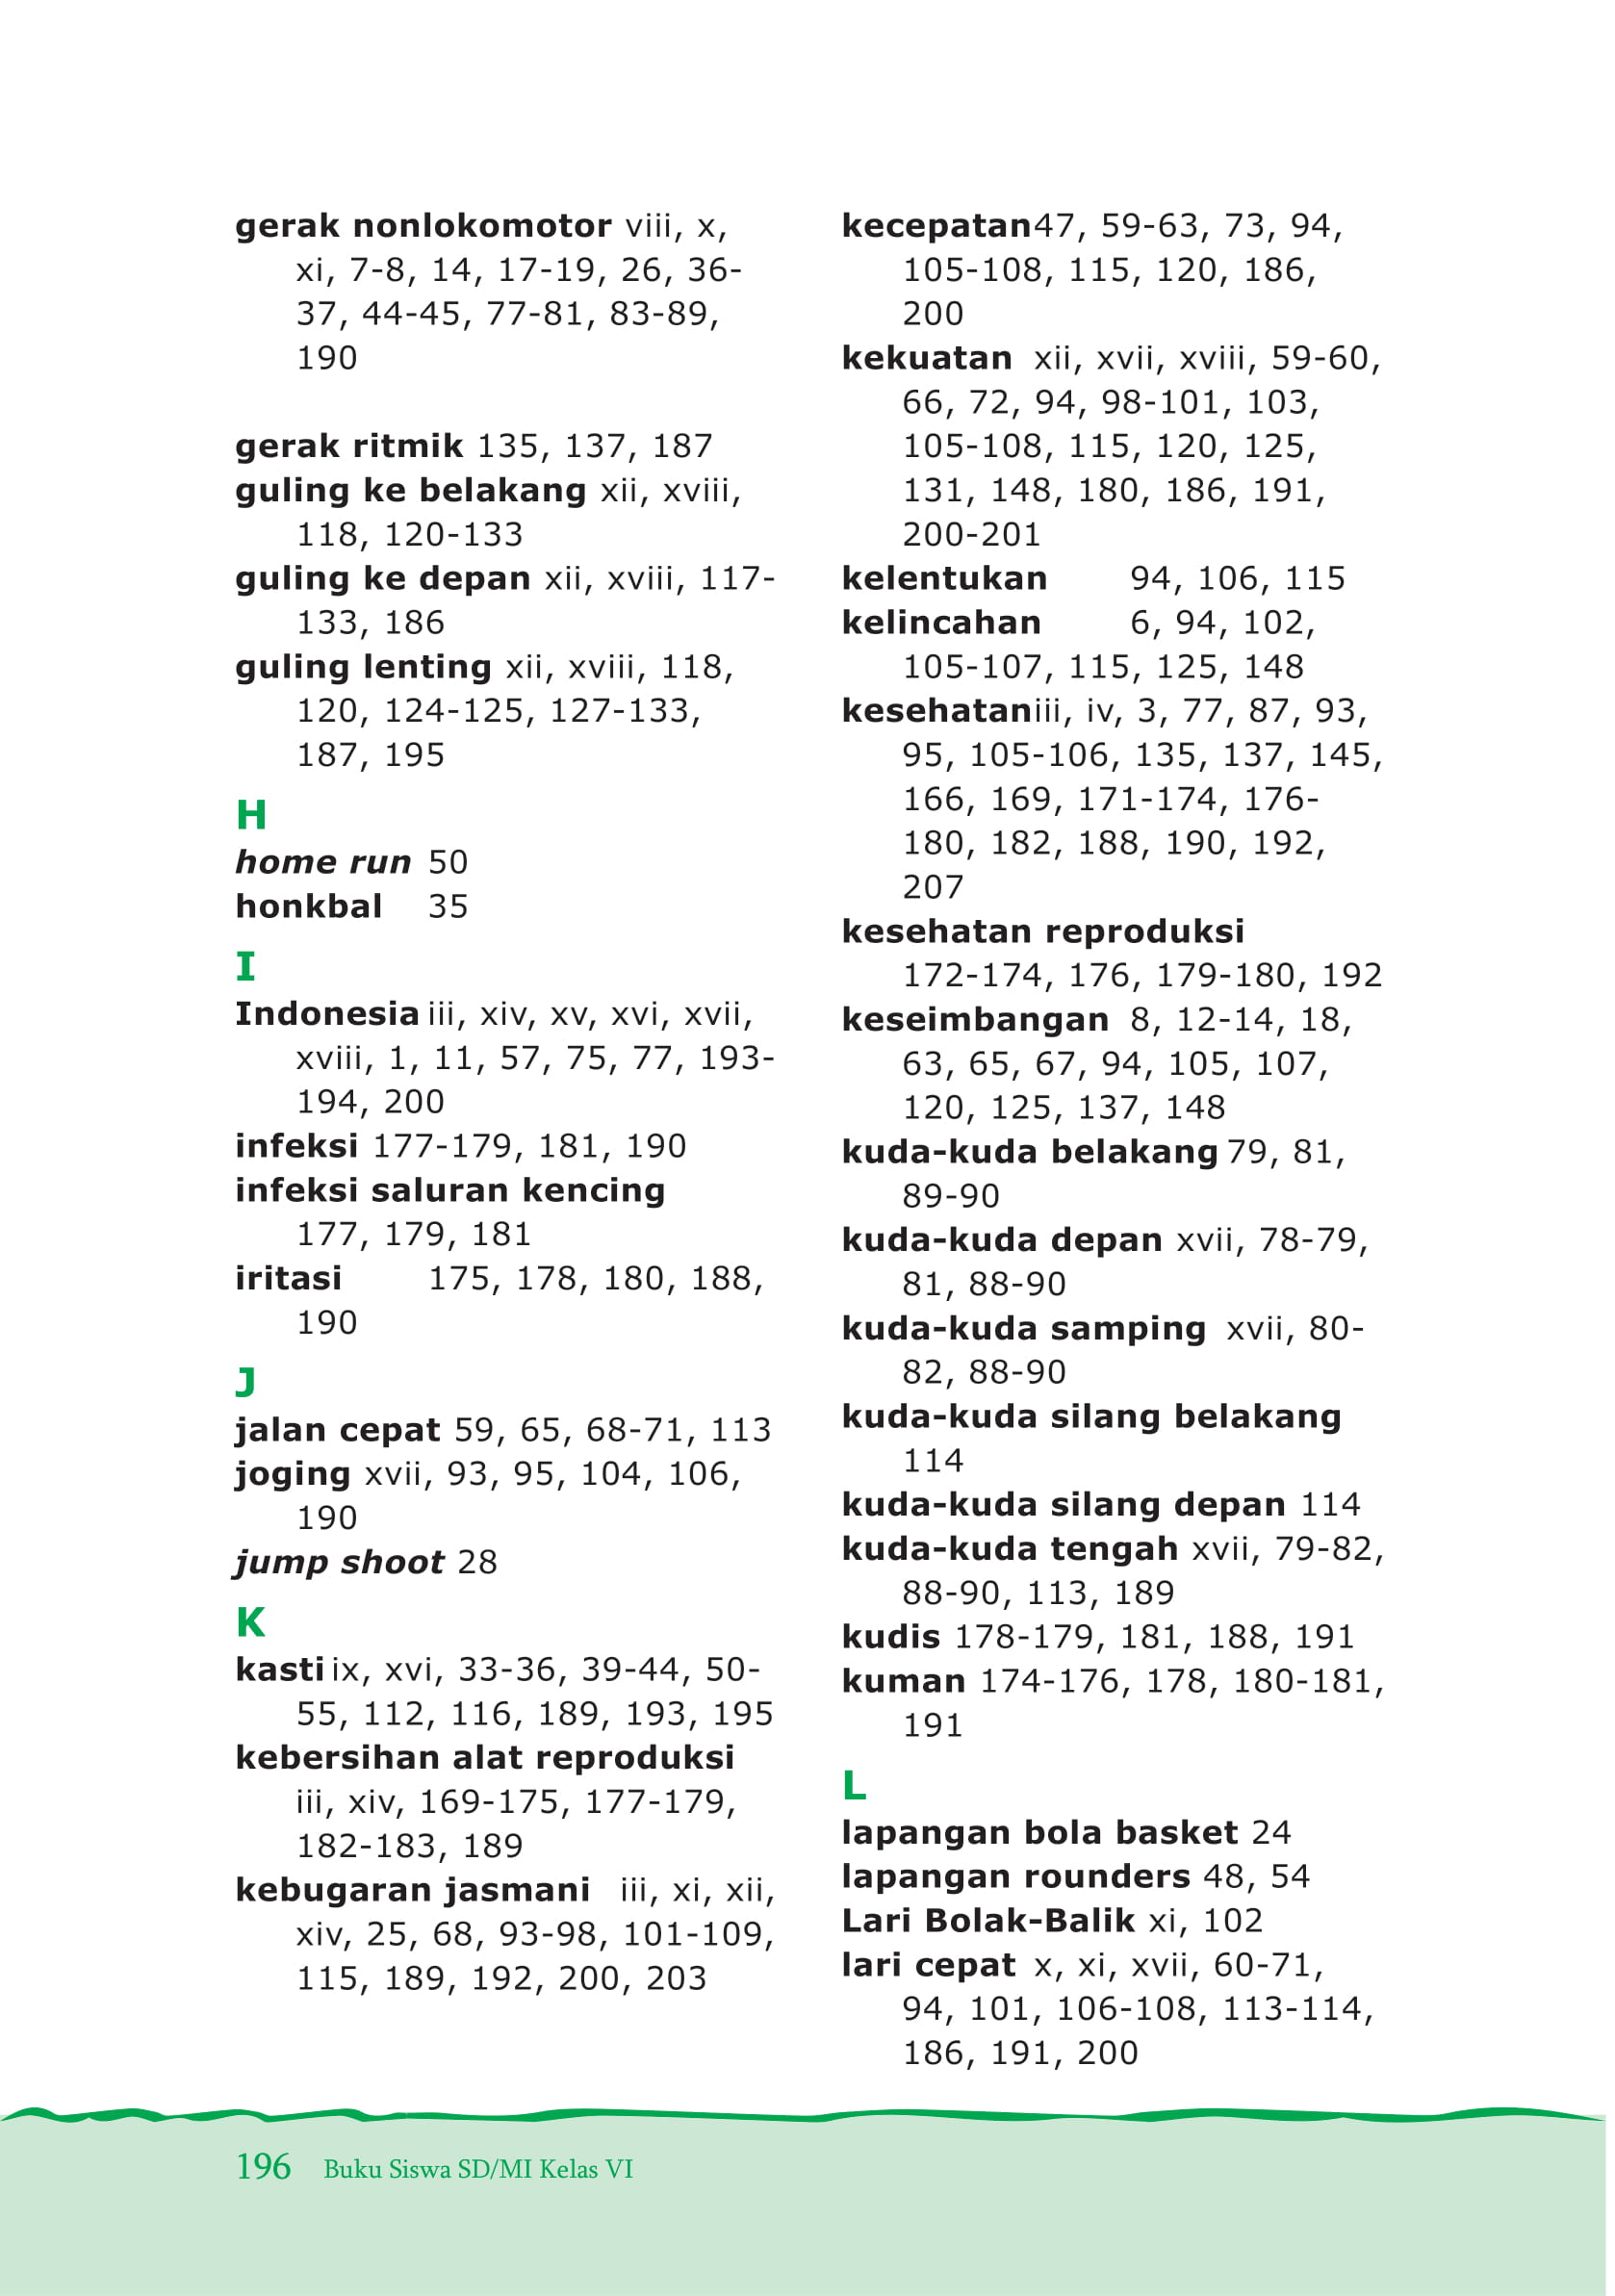 gerak nonlokomotor viii, x,
xi, 7-8, 14, 17-19, 26, 36-
37, 44-45, 77-81, 83-89,
190
gerak ritmik 135, 137, 187
guling ke belakang xii, xviii,
118, 120-133
guling ke depan xii, xviii, 117-
133, 186
guling lenting xii, xviii, 118,
120, 124-125, 127-133,
187, 195
H
home run 50
honkbal 35
I
Indonesia iii, xiv, xv, xvi, xvii,
xviii, 1, 11, 57, 75, 77, 193-
194, 200
infeksi 177-179, 181, 190
infeksi saluran kencing
177, 179, 181
iritasi 175, 178, 180, 188,
190
J
jalan cepat 59, 65, 68-71, 113
joging xvii, 93, 95, 104, 106,
190
jump shoot 28
K
kasti ix, xvi, 33-36, 39-44, 50-
55, 112, 116, 189, 193, 195
kebersihan alat reproduksi
iii, xiv, 169-175, 177-179,
182-183, 189
kebugaran jasmani iii, xi, xii,
xiv, 25, 68, 93-98, 101-109,
115, 189, 192, 200, 203
kecepatan47, 59-63, 73, 94,
105-108, 115, 120, 186,
200
kekuatan xii, xvii, xviii, 59-60,
66, 72, 94, 98-101, 103,
105-108, 115, 120, 125,
131, 148, 180, 186, 191,
200-201
kelentukan 94, 106, 115
kelincahan 6, 94, 102,
105-107, 115, 125, 148
kesehataniii, iv, 3, 77, 87, 93,
95, 105-106, 135, 137, 145,
166, 169, 171-174, 176-
180, 182, 188, 190, 192,
207
kesehatan reproduksi
172-174, 176, 179-180, 192
keseimbangan 8, 12-14, 18,
63, 65, 67, 94, 105, 107,
120, 125, 137, 148
kuda-kuda belakang 79, 81,
89-90
kuda-kuda depan xvii, 78-79,
81, 88-90
kuda-kuda samping xvii, 80-
82, 88-90
kuda-kuda silang belakang
114
kuda-kuda silang depan 114
kuda-kuda tengah xvii, 79-82,
88-90, 113, 189
kudis 178-179, 181, 188, 191
kuman 174-176, 178, 180-181,
191
L
lapangan bola basket 24
lapangan rounders 48, 54
Lari Bolak-Balik xi, 102
lari cepat x, xi, xvii, 60-71,
94, 101, 106-108, 113-114,
186, 191, 200
196 Buku Siswa SD/MI Kelas VI